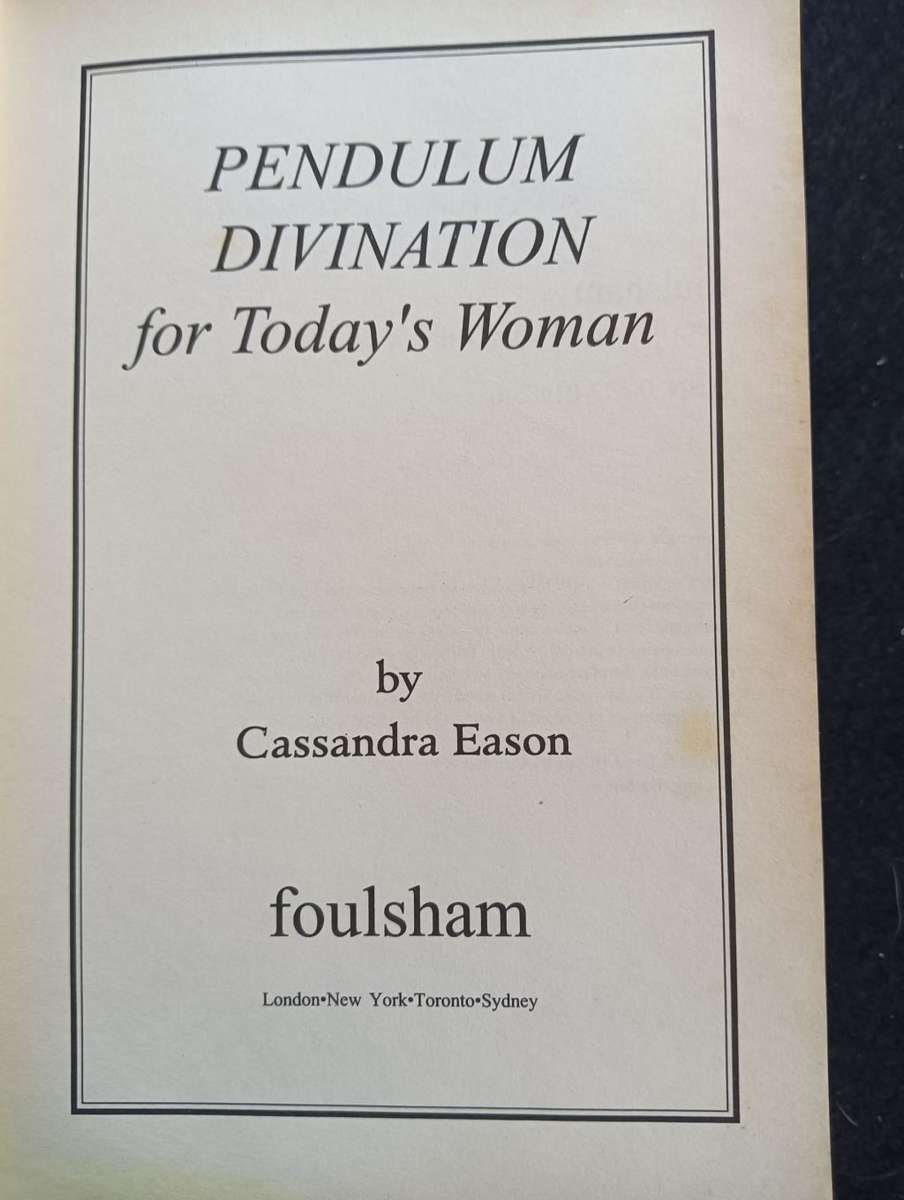 PENDULUM
DIVINATION
for Today's Woman
by
Cassandra Eason
foulsham
London•New York•Toronto•Sydney